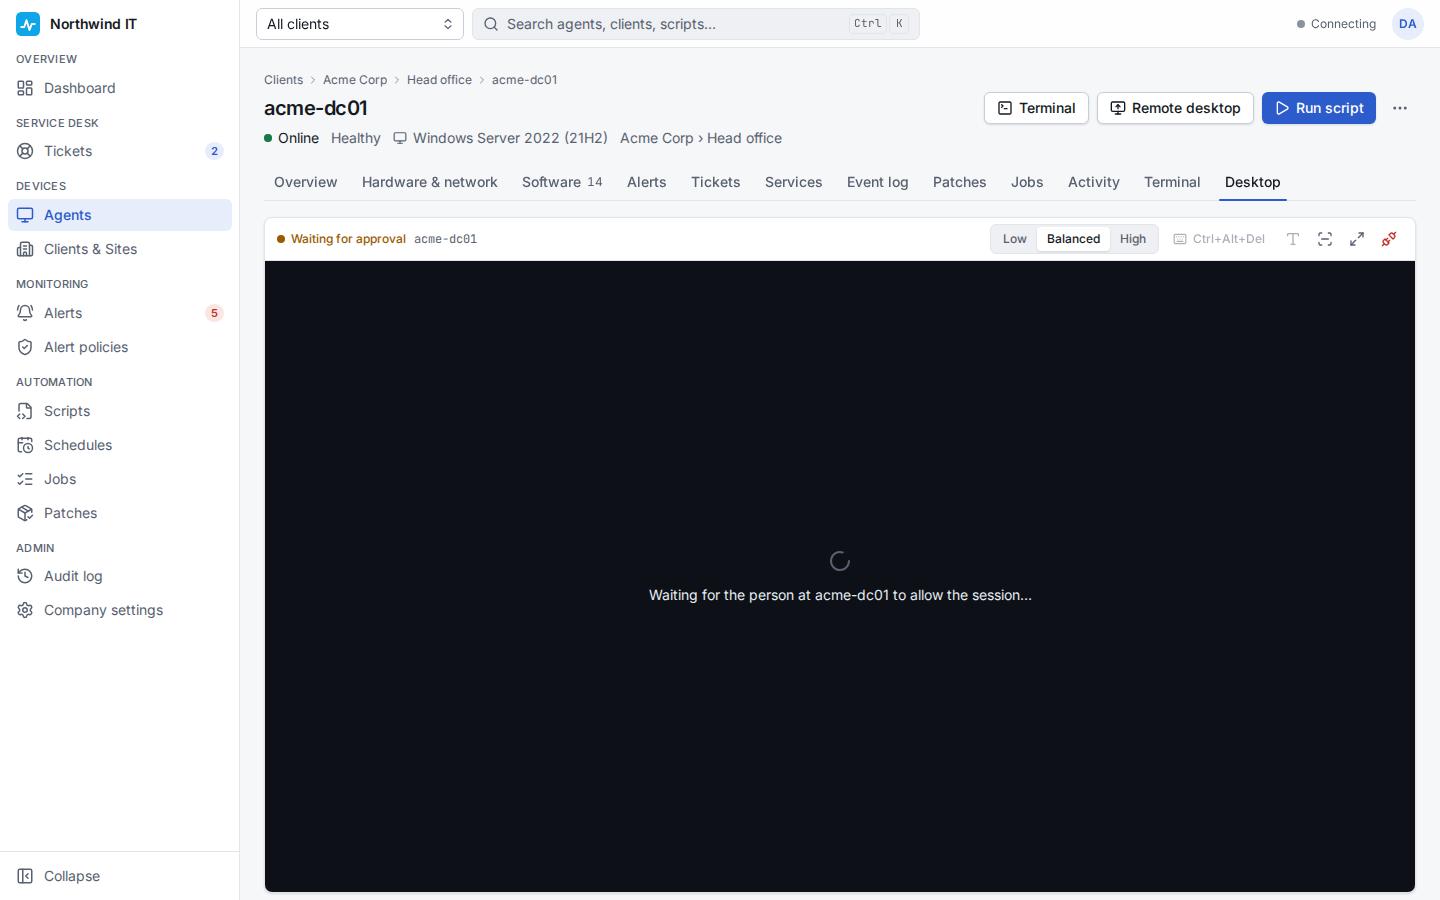 Northwind IT
All clients
Search agents, clients, scripts...
Ctrl K
Connecting
DA
OVERVIEW
Dashboard
SERVICE DESK
Tickets 2
DEVICES
Agents
Clients & Sites
MONITORING
Alerts 5
Alert policies
AUTOMATION
Scripts
Schedules
Jobs
Patches
ADMIN
Audit log
Company settings
Collapse
Clients > Acme Corp > Head office > acme-dc01
acme-dc01
Terminal
Remote desktop
Run script
Online Healthy Windows Server 2022 (21H2) Acme Corp › Head office
Overview Hardware & network Software 14 Alerts Tickets Services Event log Patches Jobs Activity Terminal Desktop
Waiting for approval acme-dc01
Low Balanced High Ctrl+Alt+Del
Waiting for the person at acme-dc01 to allow the session...